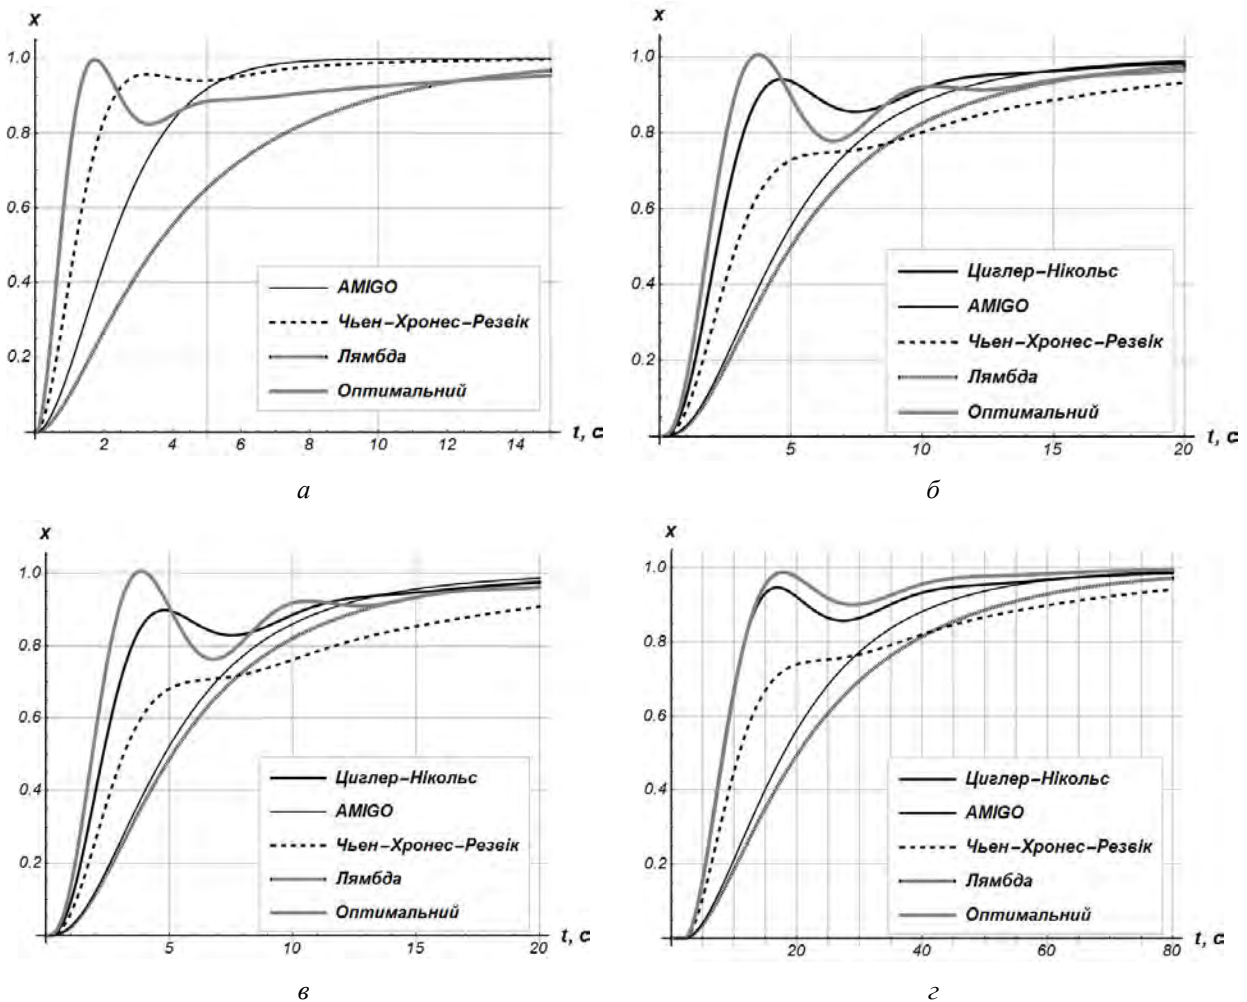 x
1.0
0.8
0.6
0.4
0.2
AMIGO
Чьен–Хронес–Резвік
Лямбда
Оптимальний
2 4 6 8 10 12 14 t, c
а
x
1.0
0.8
0.6
0.4
0.2
Циглер–Нікольс
AMIGO
Чьен–Хронес–Резвік
Лямбда
Оптимальний
5 10 15 20 t, c
б
x
1.0
0.8
0.6
0.4
0.2
Циглер–Нікольс
AMIGO
Чьен–Хронес–Резвік
Лямбда
Оптимальний
5 10 15 20 t, c
в
x
1.0
0.8
0.6
0.4
0.2
Циглер–Нікольс
AMIGO
Чьен–Хронес–Резвік
Лямбда
Оптимальний
20 40 60 80 t, c
г